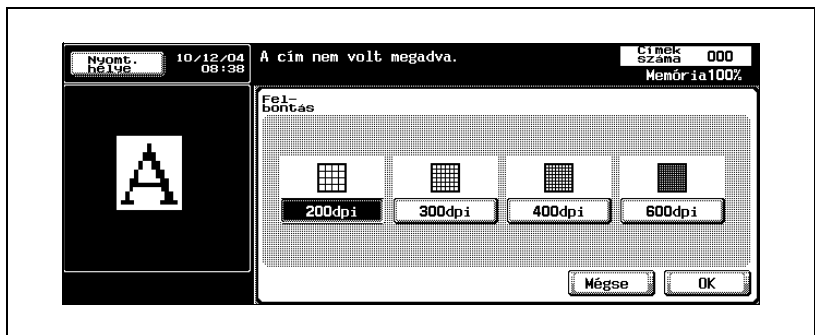 Nyomt.
hélye
10/12/04
08:38
A cím nem volt megadva.
Címek
száma 000
Memória100%
Fel-
bontás
A
200dpi
300dpi
400dpi
600dpi
Mégse
OK